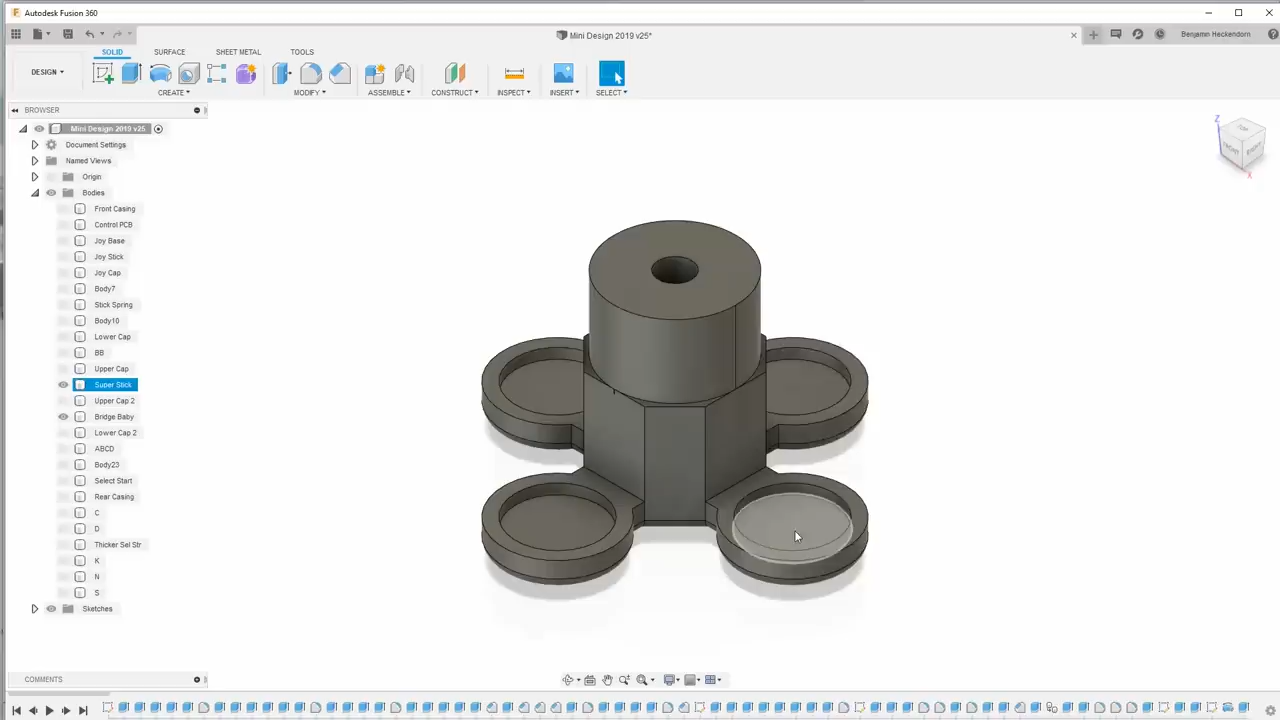 Autodesk Fusion 360
Mini Design 2019 v25*
Benjamin Heckendorn
SOLID SURFACE SHEET METAL TOOLS
DESIGN
CREATE MODIFY ASSEMBLE CONSTRUCT INSPECT INSERT SELECT
BROWSER
Mini Design 2019 v25
Document Settings
Named Views
Origin
Bodies
Front Casing
Control PCB
Joy Base
Joy Stick
Joy Cap
Body7
Stick Spring
Body10
Lower Cap
BB
Upper Cap
Super Stick
Upper Cap 2
Bridge Baby
Lower Cap 2
ABCD
Body23
Select Start
Rear Casing
C
D
Thicker Sel Str
K
N
S
Sketches
Z
TOP
FRONT
RIGHT
X
COMMENTS